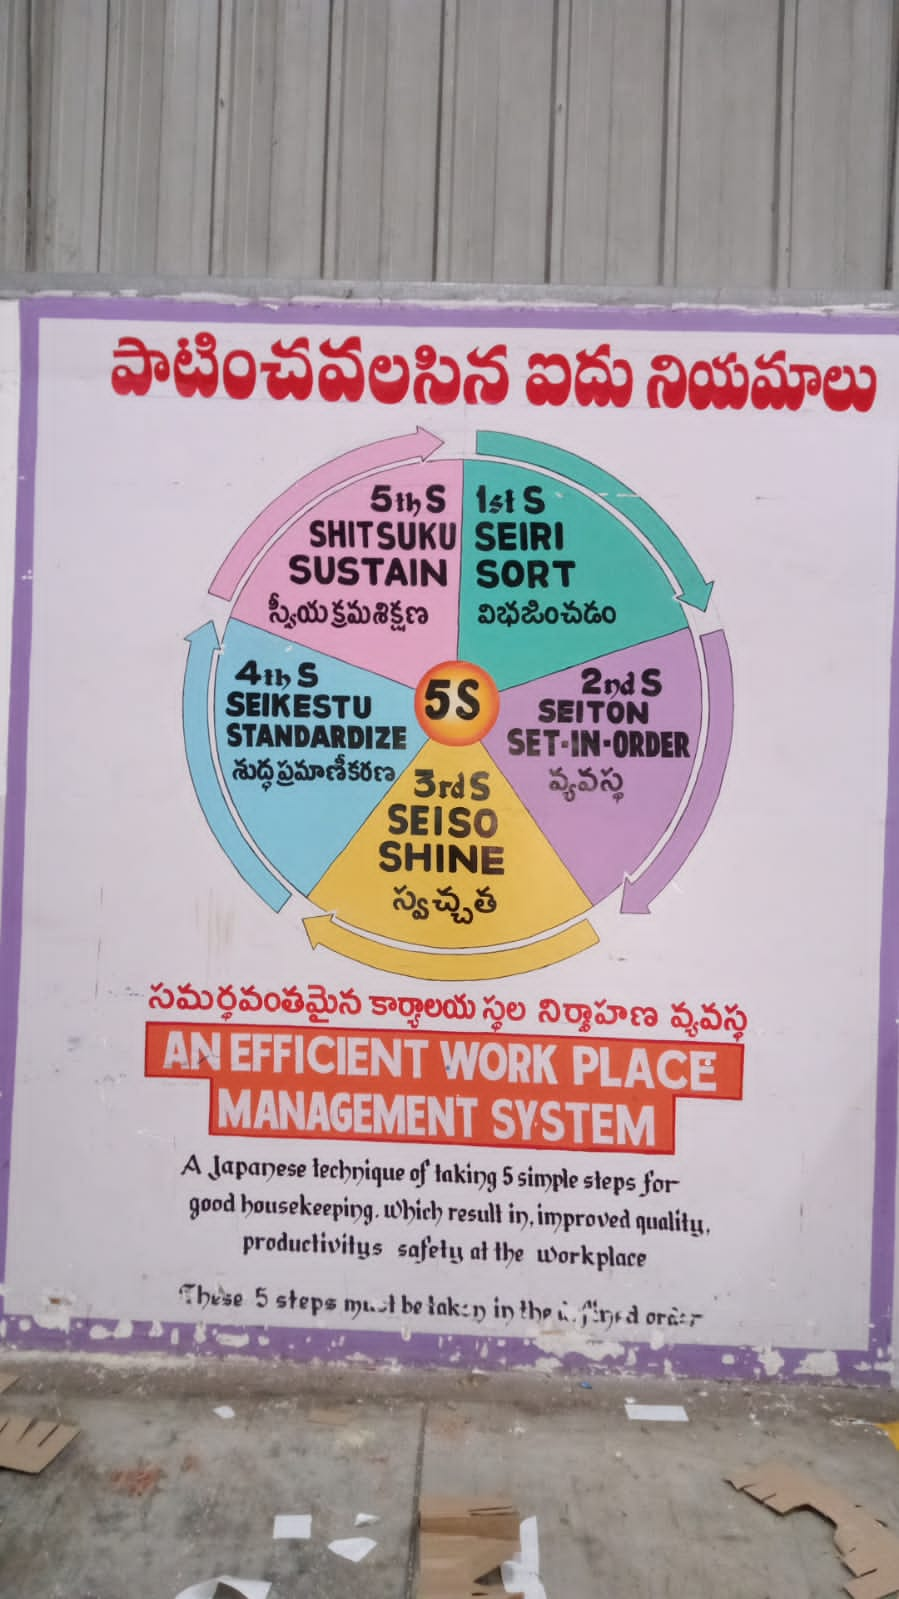 పాటించవలసిన ఐదు నియమాలు
5th S
SHITSUKU
SUSTAIN
స్వీయ క్రమశిక్షణ
1st S
SEIRI
SORT
విభజించడం
2nd S
SEITON
SET-IN-ORDER
వ్యవస్థ
3rd S
SEISO
SHINE
స్వచ్ఛత
4th S
SEIKESTU
STANDARDIZE
శుద్ధ ప్రమాణీకరణ
5S
సమర్థవంతమైన కార్యాలయ స్థల నిర్వాహణ వ్యవస్థ
AN EFFICIENT WORK PLACE
MANAGEMENT SYSTEM
A Japanese technique of taking 5 simple steps for
good housekeeping. which result in, improved quality,
productivitys safety at the workplace
These 5 steps must be taken in the defined order